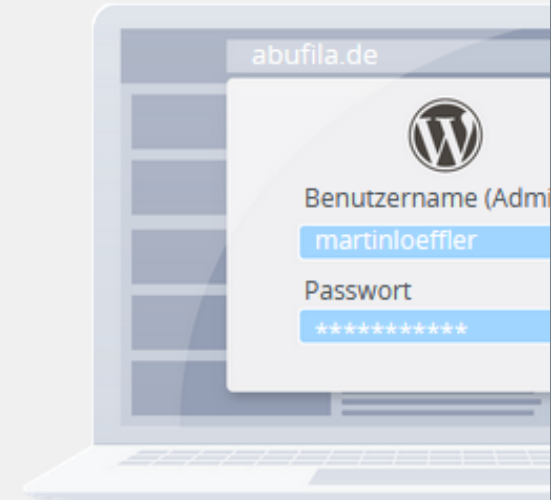 abufila.de
Benutzername (Admi
martinloeffler
Passwort
***********